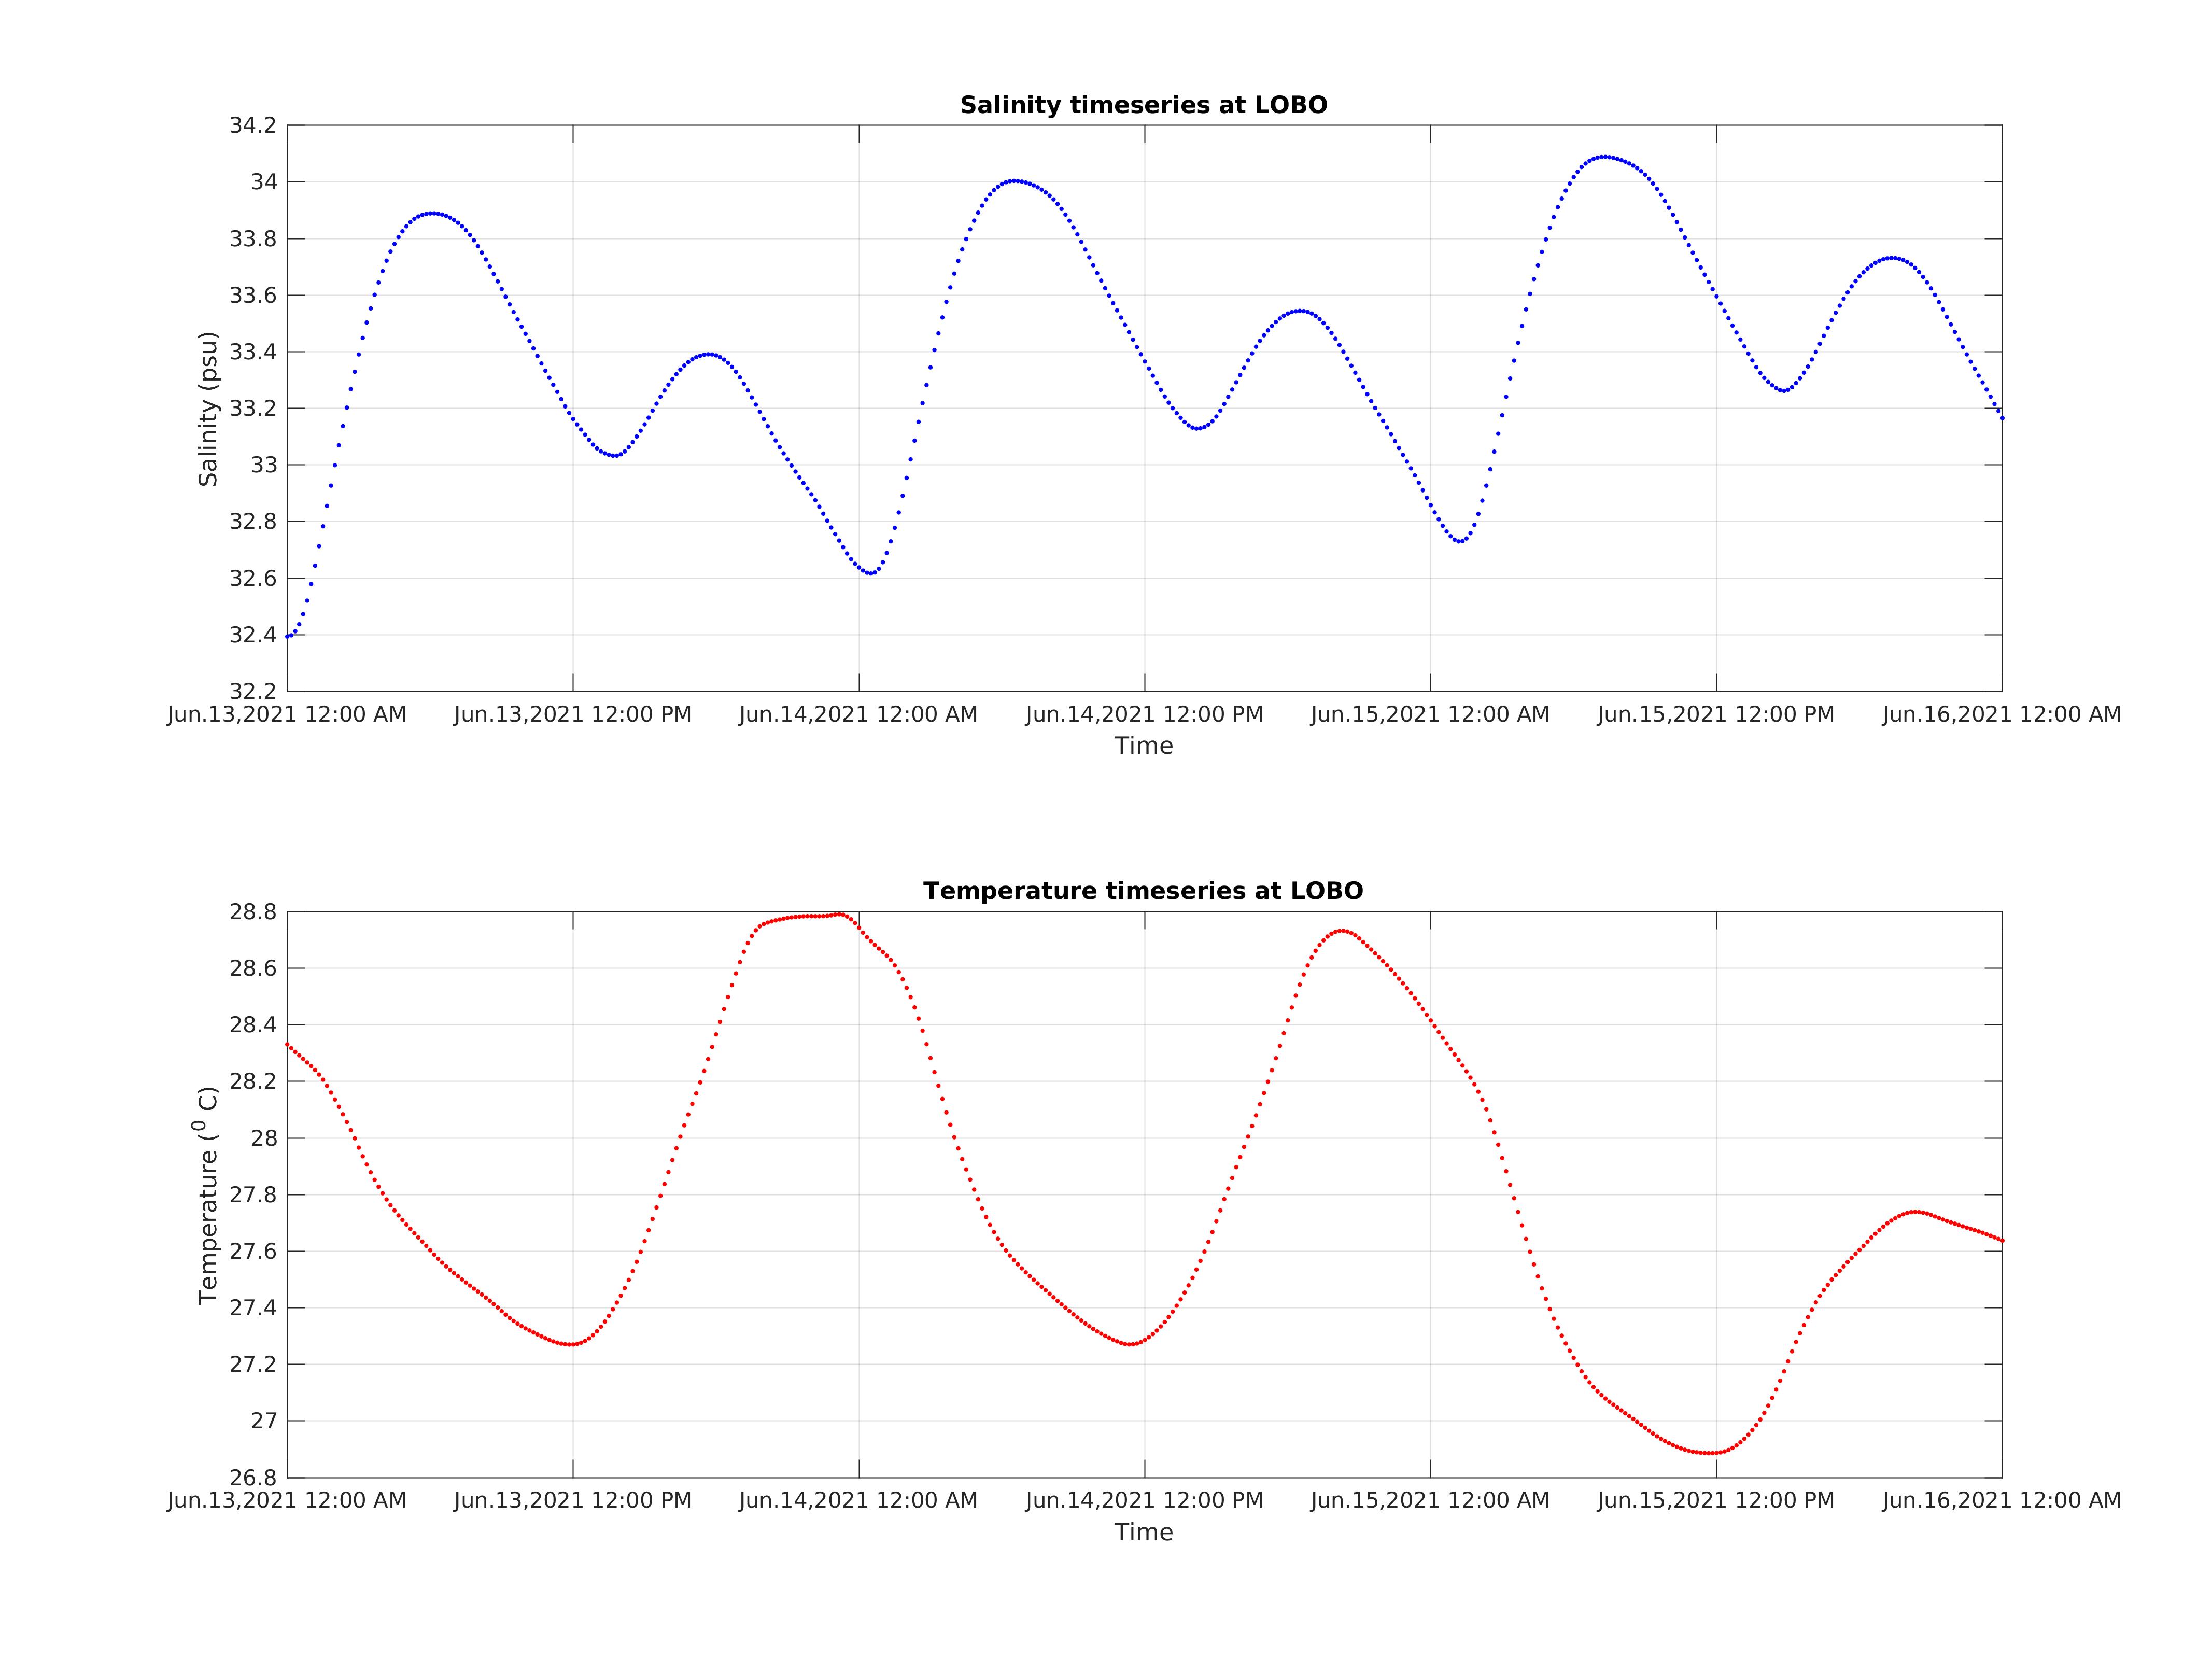 Salinity timeseries at LOBO
34.2
34
33.8
33.6
33.4
33.2
33
32.8
32.6
32.4
32.2
Salinity (psu)
Jun.13,2021 12:00 AM Jun.13,2021 12:00 PM Jun.14,2021 12:00 AM Jun.14,2021 12:00 PM Jun.15,2021 12:00 AM Jun.15,2021 12:00 PM Jun.16,2021 12:00 AM
Time
Temperature timeseries at LOBO
28.8
28.6
28.4
28.2
28
27.8
27.6
27.4
27.2
27
26.8
Temperature (⁰ C)
Jun.13,2021 12:00 AM Jun.13,2021 12:00 PM Jun.14,2021 12:00 AM Jun.14,2021 12:00 PM Jun.15,2021 12:00 AM Jun.15,2021 12:00 PM Jun.16,2021 12:00 AM
Time